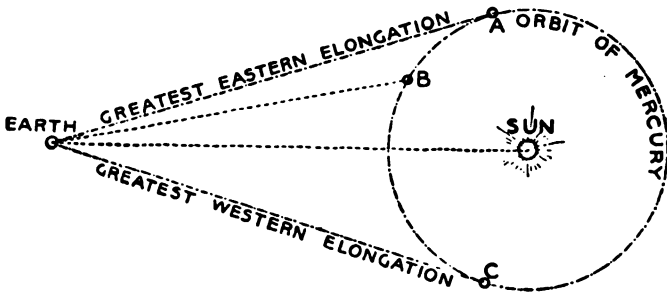 GREATEST EASTERN ELONGATION
A
ORBIT OF MERCURY
B
EARTH
SUN
GREATEST WESTERN ELONGATION
C